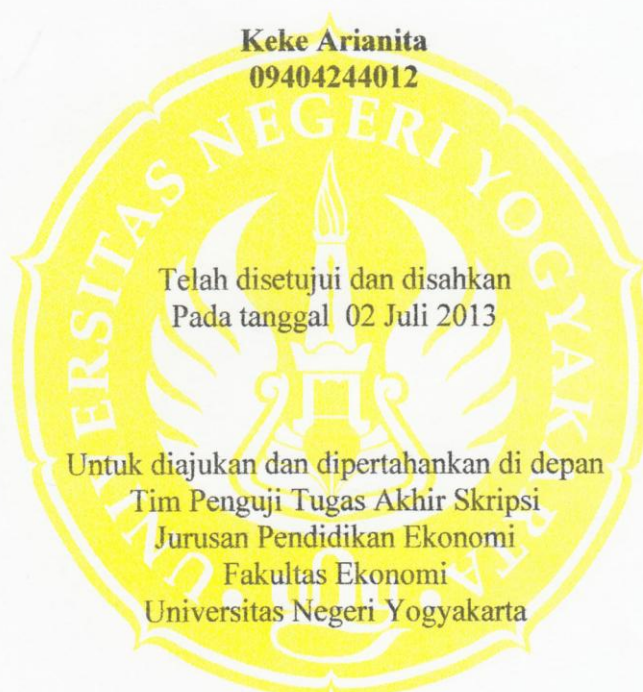 Keke Arianita
09404244012
UNIVERSITAS NEGERI YOGYAKARTA
Telah disetujui dan disahkan
Pada tanggal 02 Juli 2013
Untuk diajukan dan dipertahankan di depan
Tim Penguji Tugas Akhir Skripsi
Jurusan Pendidikan Ekonomi
Fakultas Ekonomi
Universitas Negeri Yogyakarta